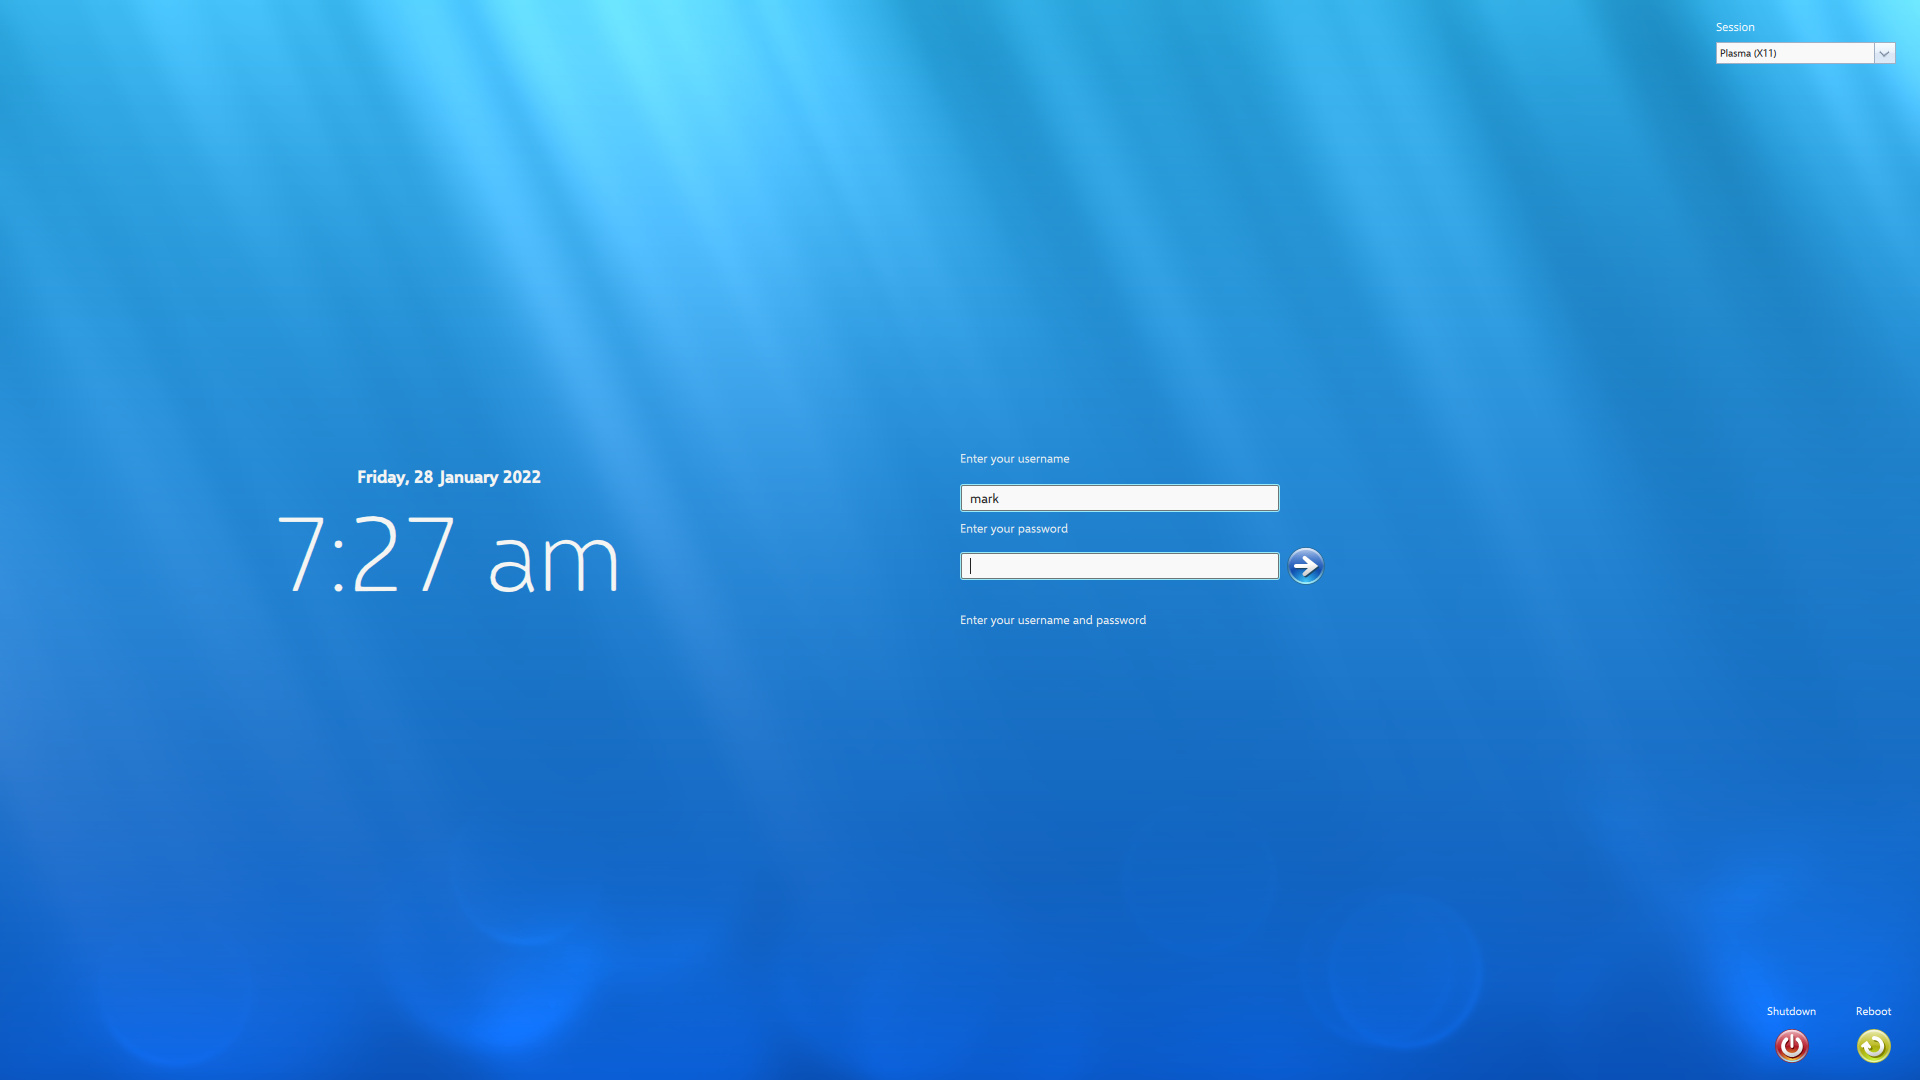 Session
Plasma (X11)
Friday, 28 January 2022
7:27 am
Enter your username
mark
Enter your password
Enter your username and password
Shutdown
Reboot